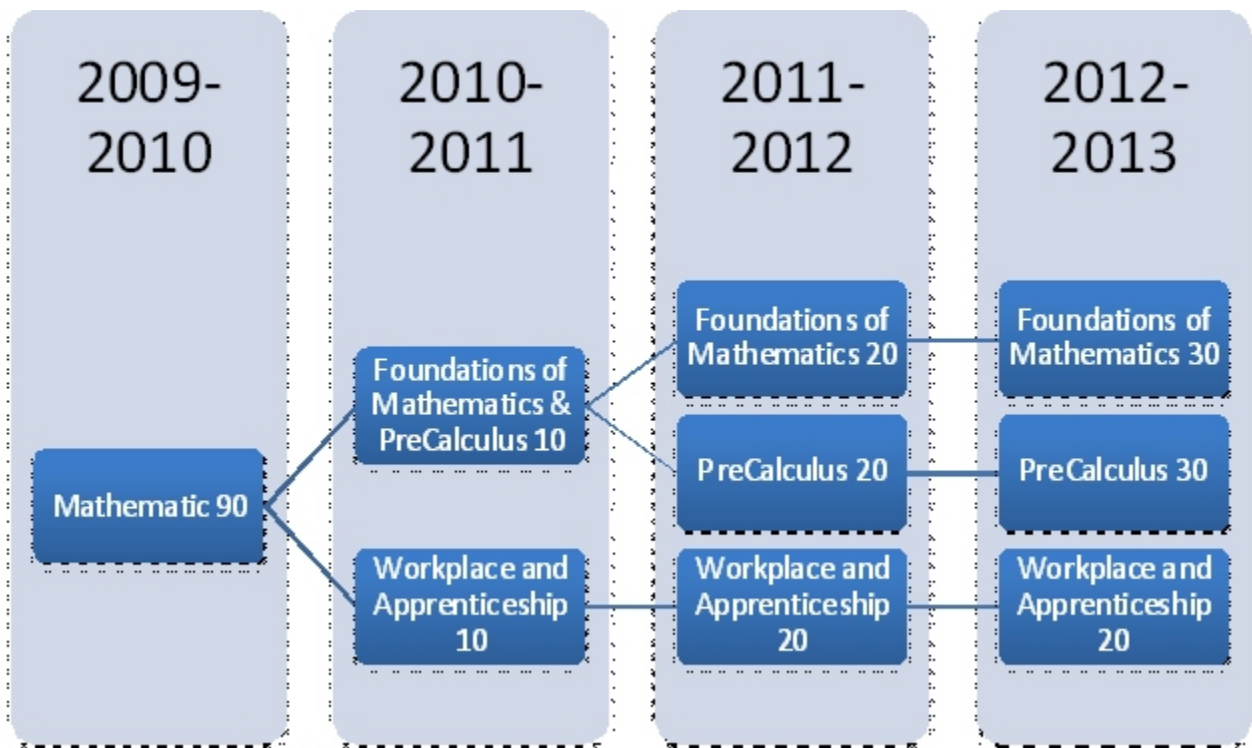 2009-
2010
2010-
2011
2011-
2012
2012-
2013
Mathematic 90
Foundations of
Mathematics &
PreCalculus 10
Workplace and
Apprenticeship
10
Foundations of
Mathematics 20
PreCalculus 20
Workplace and
Apprenticeship
20
Foundations of
Mathematics 30
PreCalculus 30
Workplace and
Apprenticeship
20